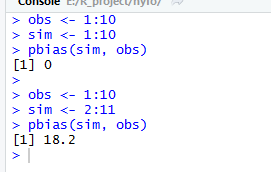 Console E:/R_project/hyfo/
> obs <- 1:10
> sim <- 1:10
> pbias(sim, obs)
[1] 0
>
> obs <- 1:10
> sim <- 2:11
> pbias(sim, obs)
[1] 18.2
>